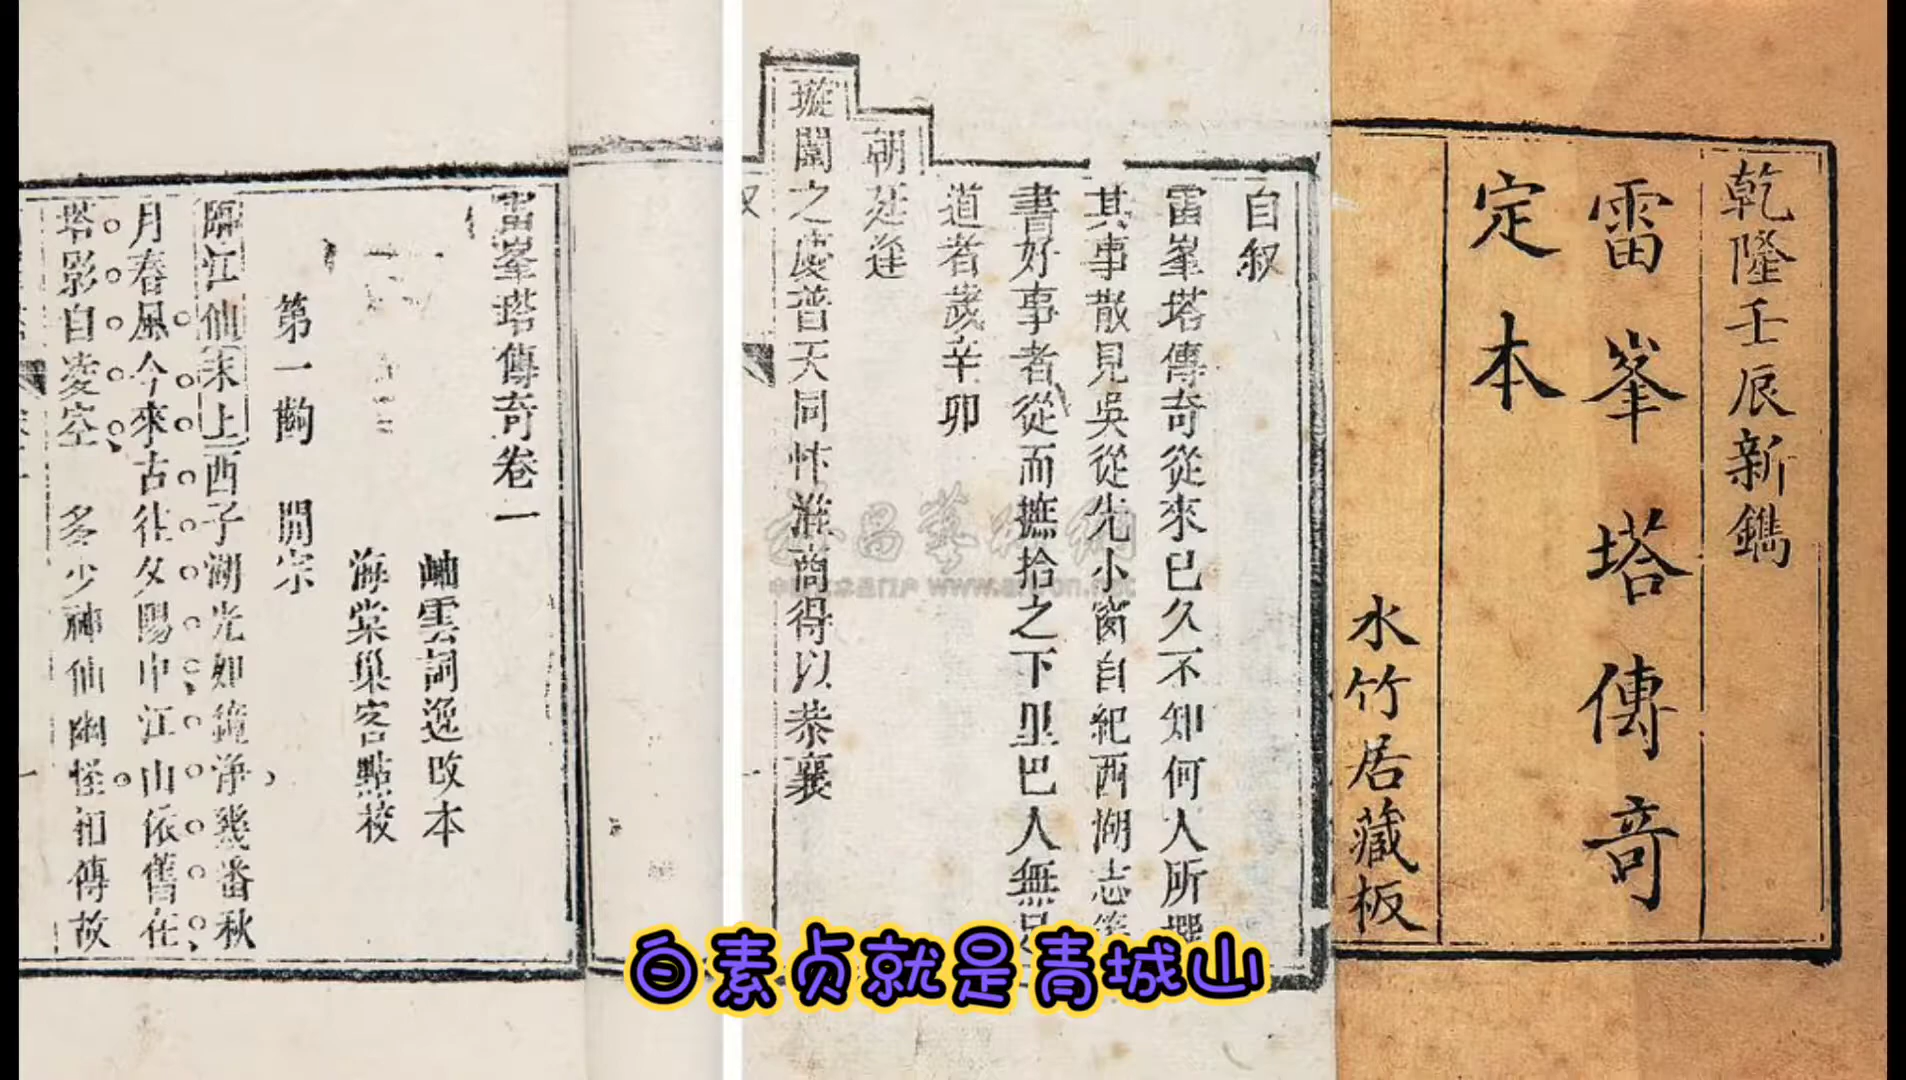 乾隆壬辰新鐫
雷峯塔傳奇
定本
水竹居藏板
自叙
雷峯塔傳奇從來已久不知何人所撰
其事散見吳從先小窗自紀西湖志等
書好事者從而摭拾之下里巴人無足
道者歲辛卯
朝廷逢
璇闈之慶普天同忭淮商得以恭襄
雷峯塔傳奇卷一
岫雲詞逸改本
海棠巢客點校
第一齣 開宗
臨江仙末上西子湖光如鏡淨幾番秋
月春風今來古往夕陽中江山依舊在
塔影自凌空 多少神仙幽怪相傳故
白素贞就是青城山